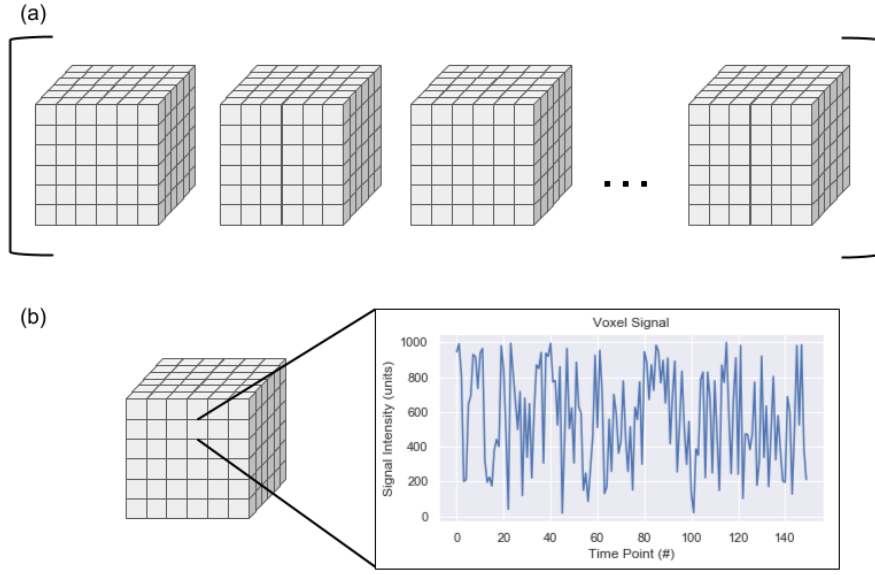 (a)
...
(b)
Voxel Signal
1000
800
600
400
200
0
Signal Intensity (units)
0 20 40 60 80 100 120 140
Time Point (#)